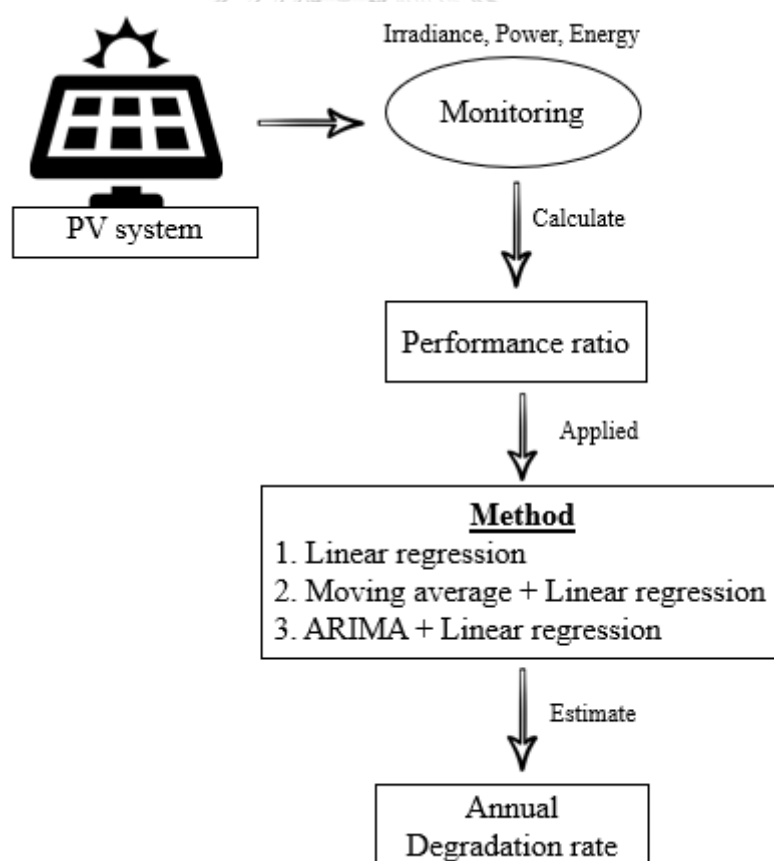 Irradiance, Power, Energy
Monitoring
PV system
Calculate
Performance ratio
Applied
Method
1. Linear regression
2. Moving average + Linear regression
3. ARIMA + Linear regression
Estimate
Annual
Degradation rate